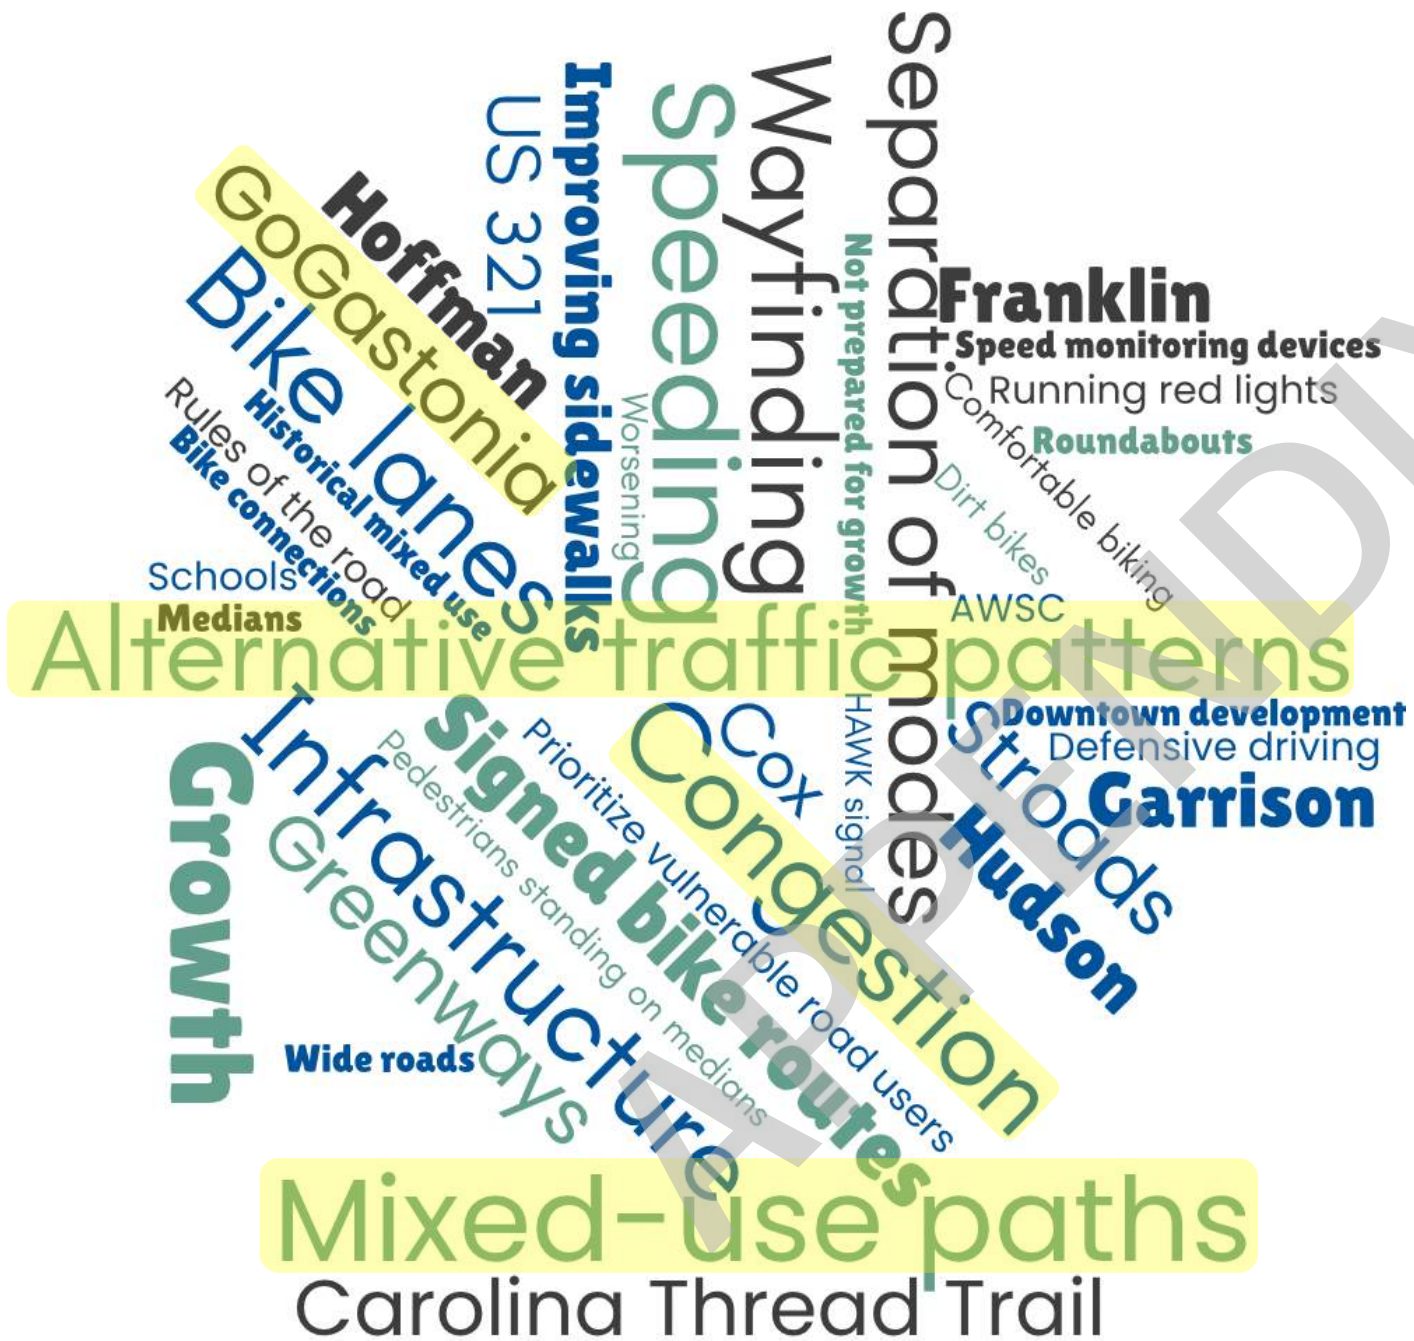 Separation of modes
Wayfinding
Speeding
Improving sidewalks
US 321
Hoffman
GoGastonia
Bike lanes
Historical mixed use
Rules of the road
Bike connections
Schools
Medians
Worsening
Not prepared for growth
Franklin
Speed monitoring devices
Running red lights
Comfortable biking
Roundabouts
Dirt bikes
AWSC
Alternative traffic patterns
Downtown development
Defensive driving
Stroads
Garrison
Hudson
HAWK signal
Cox
Congestion
Prioritize vulnerable road users
Signed bike routes
Pedestrians standing on medians
Infrastructure
Greenways
Growth
Wide roads
Mixed-use paths
Carolina Thread Trail